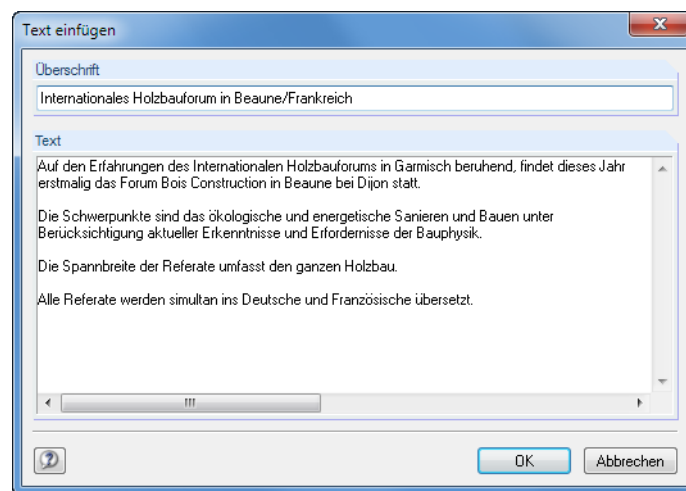 Text einfügen
Überschrift
Internationales Holzbauforum in Beaune/Frankreich
Text
Auf den Erfahrungen des Internationalen Holzbauforums in Garmisch beruhend, findet dieses Jahr
erstmalig das Forum Bois Construction in Beaune bei Dijon statt.
Die Schwerpunkte sind das ökologische und energetische Sanieren und Bauen unter
Berücksichtigung aktueller Erkenntnisse und Erfordernisse der Bauphysik.
Die Spannbreite der Referate umfasst den ganzen Holzbau.
Alle Referate werden simultan ins Deutsche und Französische übersetzt.
OK
Abbrechen